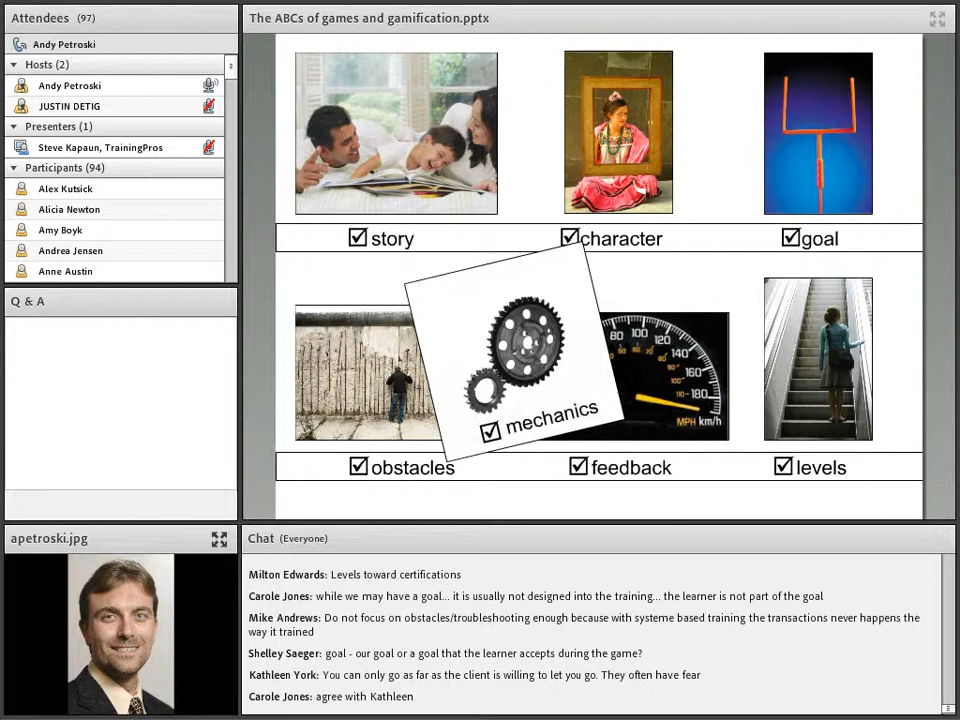 Attendees (97)
Andy Petroski
Hosts (2)
Andy Petroski
JUSTIN DETIG
Presenters (1)
Steve Kapaun, TrainingPros
Participants (94)
Alex Kutsick
Alicia Newton
Amy Boyk
Andrea Jensen
Anne Austin
Q & A
apetroski.jpg
The ABCs of games and gamification.pptx
story character goal
mechanics
80 100 120 140 160 180
MPH km/h
obstacles feedback levels
Chat (Everyone)
Milton Edwards: Levels toward certifications
Carole Jones: while we may have a goal... it is usually not designed into the training... the learner is not part of the goal
Mike Andrews: Do not focus on obstacles/troubleshooting enough because with systeme based training the transactions never happens the
way it trained
Shelley Saeger: goal - our goal or a goal that the learner accepts during the game?
Kathleen York: You can only go as far as the client is willing to let you go. They often have fear
Carole Jones: agree with Kathleen